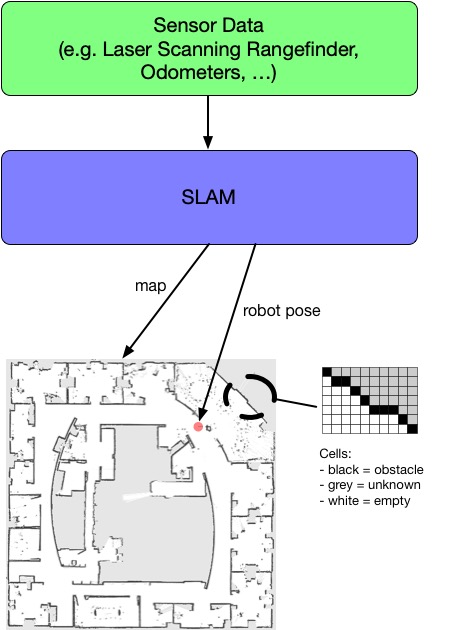 Sensor Data
(e.g. Laser Scanning Rangefinder,
Odometers, …)
SLAM
map
robot pose
Cells:
- black = obstacle
- grey = unknown
- white = empty